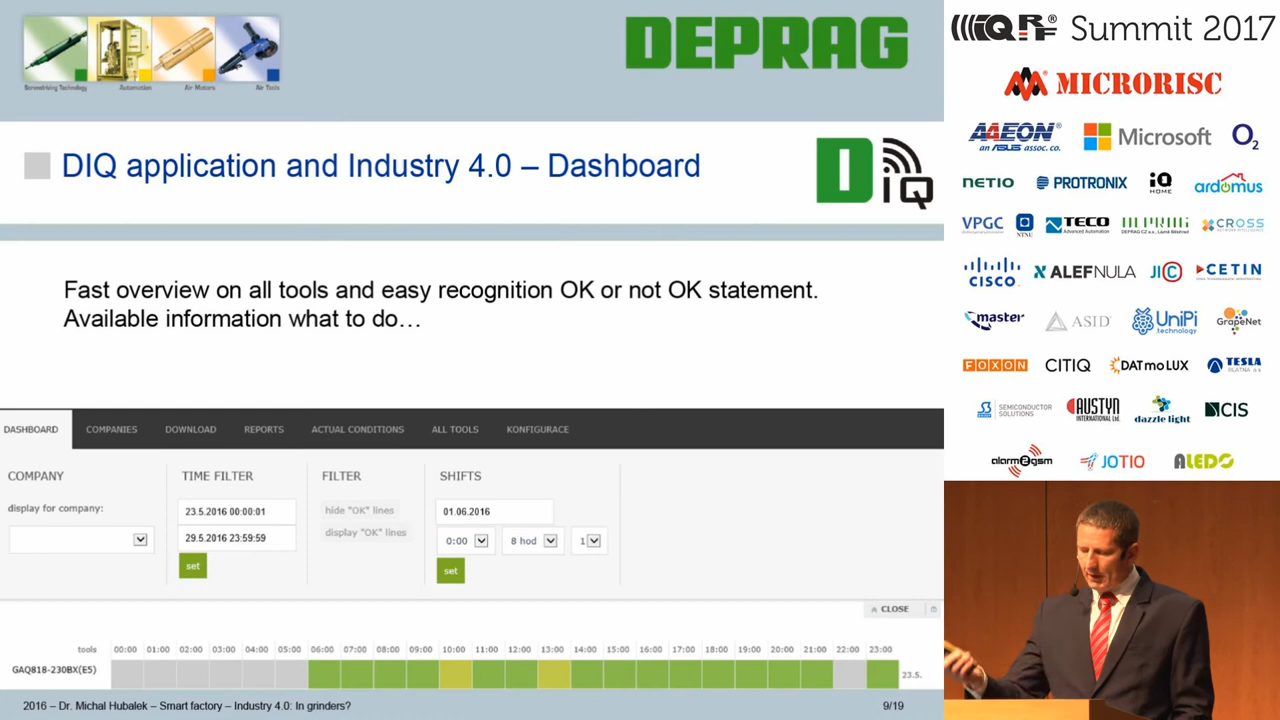 DEPRAG
Screwdriving Technology
Automation
Air Motors
Air Tools
DIQ application and Industry 4.0 – Dashboard
D iQ
Fast overview on all tools and easy recognition OK or not OK statement.
Available information what to do…
DASHBOARD COMPANIES DOWNLOAD REPORTS ACTUAL CONDITIONS ALL TOOLS KONFIGURACE
COMPANY
display for company:
TIME FILTER
23.5.2016 00:00:01
29.5.2016 23:59:59
set
FILTER
hide "OK" lines
display "OK" lines
SHIFTS
01.06.2016
0:00 8 hod 1
set
CLOSE
tools 00:00 01:00 02:00 03:00 04:00 05:00 06:00 07:00 08:00 09:00 10:00 11:00 12:00 13:00 14:00 15:00 16:00 17:00 18:00 19:00 20:00 21:00 22:00 23:00
GAQ818-230BX(E5) 23.5.
2016 – Dr. Michal Hubalek – Smart factory – Industry 4.0: In grinders? 9/19
IQRF® Summit 2017
MICRORISC
AAEON®
an ASUS assoc. co.
Microsoft
O2
NETIO
PROTRONIX
iQ
HOME
ardomus
VPGC
NTNU
TECO
Advanced Automation
DEPRAG
DEPRAG CZ a.s., Lázně Bělohrad
CROSS
CISCO
ALEFNULA
JIC
CETIN
master
ASID
UniPi
.technology
GrapeNet
FOXON
CITIQ
DATmoLUX
TESLA
BLATNÁ a.s.
SEMICONDUCTOR
SOLUTIONS
AUSTYN
INTERNATIONAL Ltd.
dazzle light
CIS
alarm2gsm
JOTIO
ALEDO